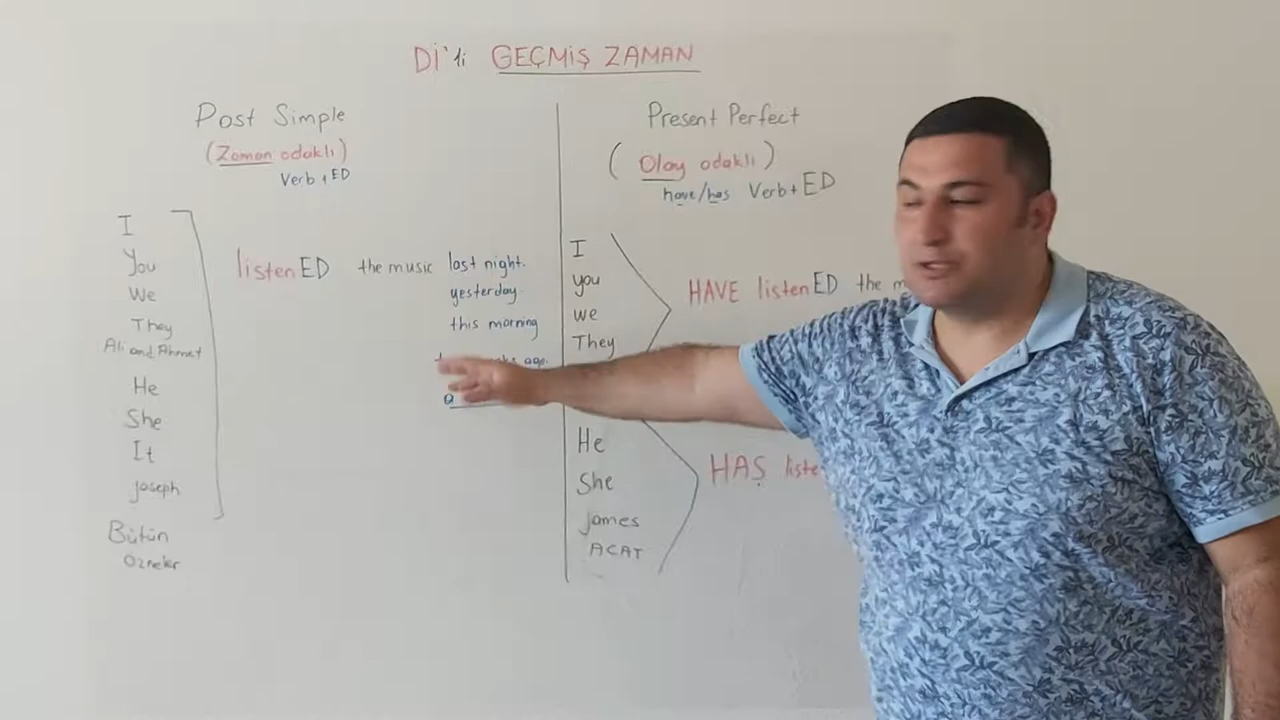 Dİ'li GEÇMİŞ ZAMAN
Past Simple
(Zaman odaklı)
Verb + ED
I
You
We
They
Ali and Ahmet
He
She
It
joseph
Bütün
Özneler
listenED the music last night.
yesterday
this morning
ago.
a
Present Perfect
(Olay odaklı)
have/has Verb+ED
I
you
we
They
HAVE listenED the m
He
She
james
ACAT
HAS liste